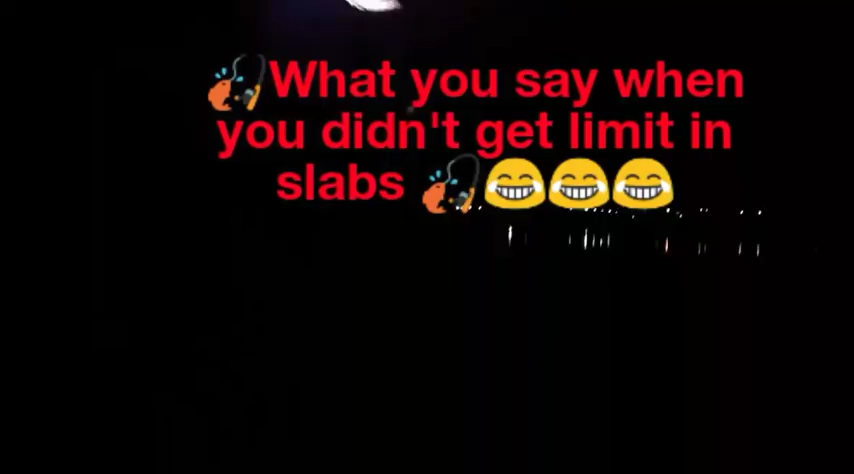 🎣What you say when
you didn't get limit in
slabs 🎣😂😂😂